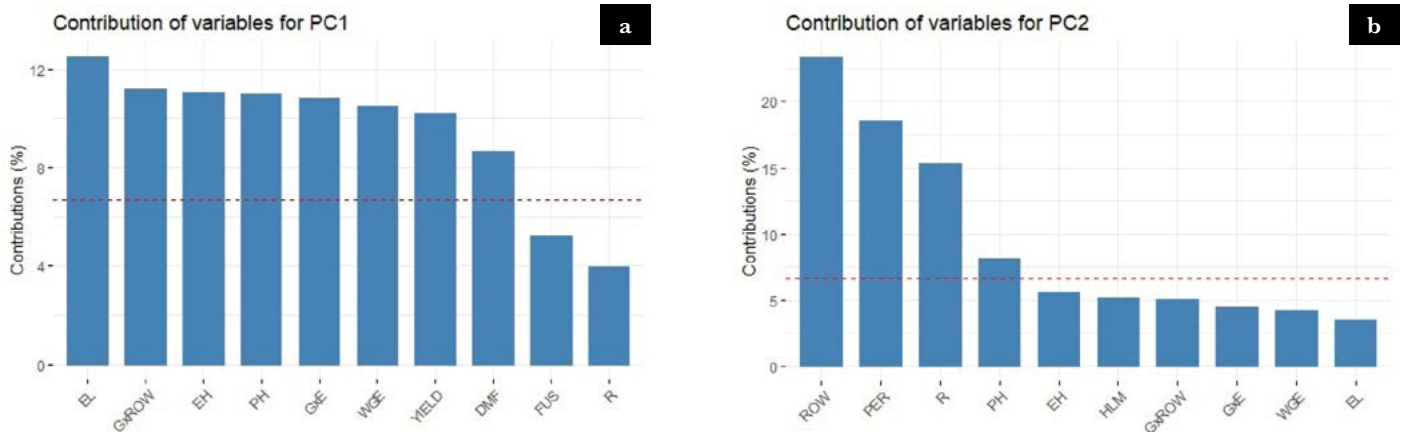 Contribution of variables for PC1
a
Contributions (%)
12
8
4
0
EL
GxROW
EH
PH
GxE
WGE
YIELD
DMF
FUS
R
Contribution of variables for PC2
b
Contributions (%)
20
15
10
5
0
ROW
PER
R
PH
EH
HLM
GxROW
GxE
WGE
EL